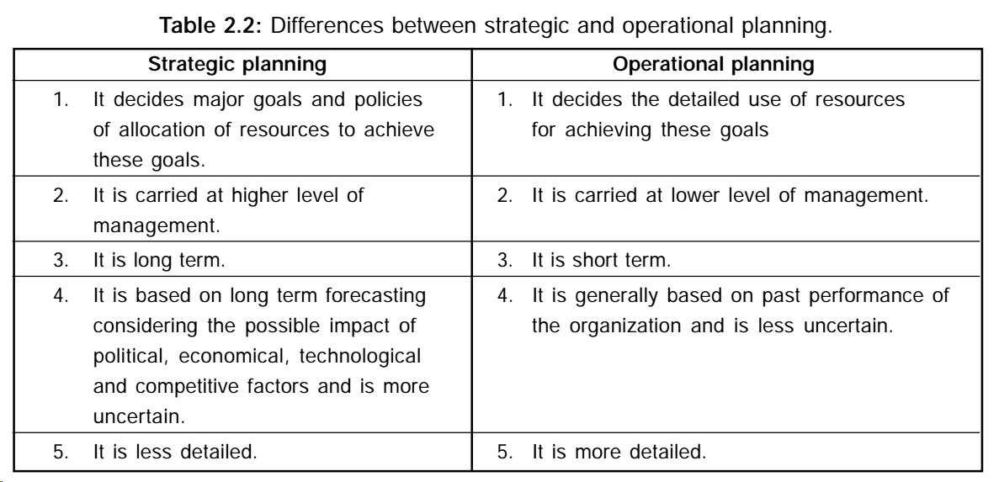 Table 2.2: Differences between strategic and operational planning.
Strategic planning
Operational planning
1. It decides major goals and policies
of allocation of resources to achieve
these goals.
1. It decides the detailed use of resources
for achieving these goals
2. It is carried at higher level of
management.
2. It is carried at lower level of management.
3. It is long term.
3. It is short term.
4. It is based on long term forecasting
considering the possible impact of
political, economical, technological
and competitive factors and is more
uncertain.
4. It is generally based on past performance of
the organization and is less uncertain.
5. It is less detailed.
5. It is more detailed.